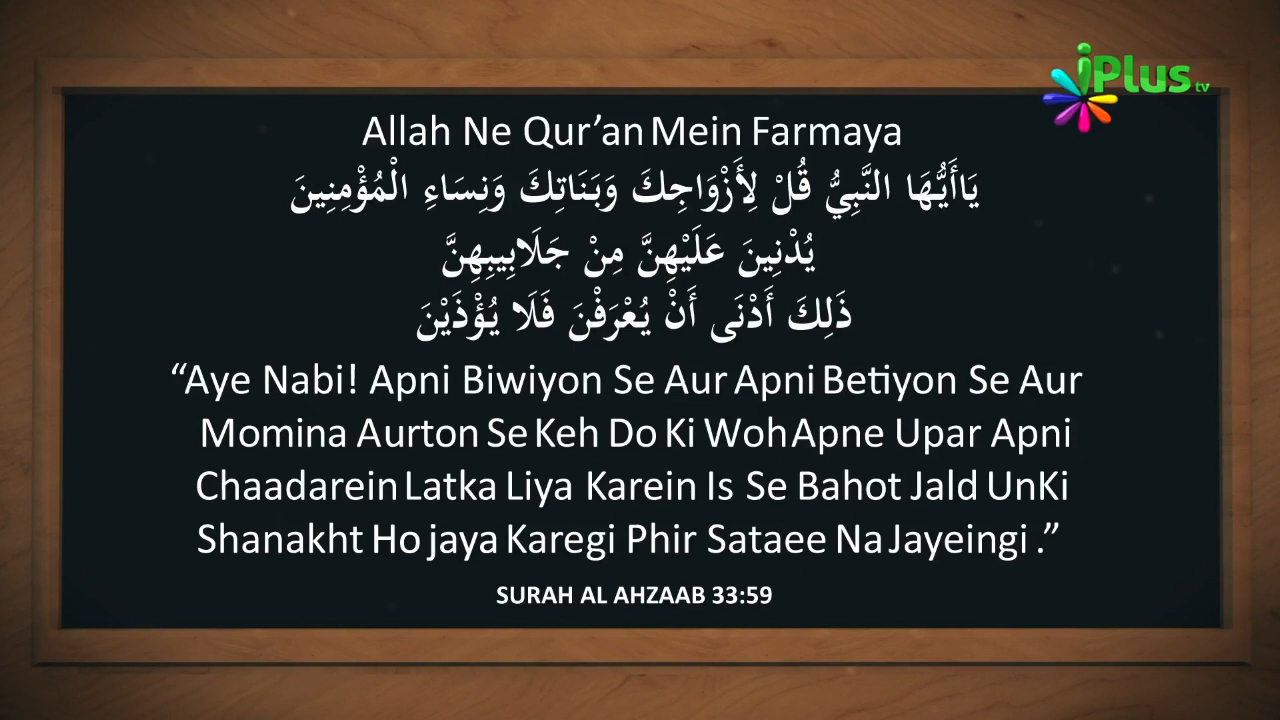 iPlus tv
Allah Ne Qur’an Mein Farmaya
يَاأَيُّهَا النَّبِيُّ قُلْ لِأَزْوَاجِكَ وَبَنَاتِكَ وَنِسَاءِ الْمُؤْمِنِينَ
يُدْنِينَ عَلَيْهِنَّ مِنْ جَلَابِيبِهِنَّ
ذَلِكَ أَدْنَى أَنْ يُعْرَفْنَ فَلَا يُؤْذَيْنَ
“Aye Nabi! Apni Biwiyon Se Aur Apni Betiyon Se Aur
Momina Aurton Se Keh Do Ki Woh Apne Upar Apni
Chaadarein Latka Liya Karein Is Se Bahot Jald UnKi
Shanakht Ho jaya Karegi Phir Sataee Na Jayeingi .”
SURAH AL AHZAAB 33:59